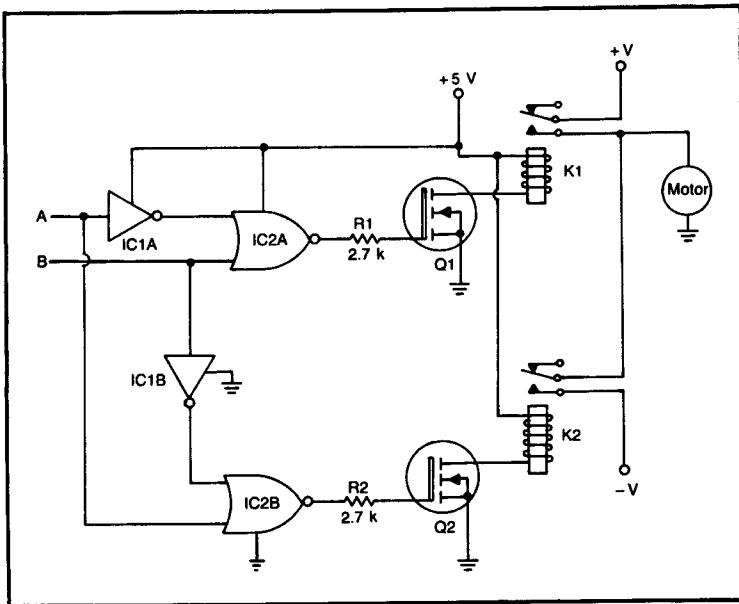 +5 V
+V
K1
Motor
A
IC1A
IC2A
R1
2.7 k
Q1
B
IC1B
K2
IC2B
R2
2.7 k
Q2
−V